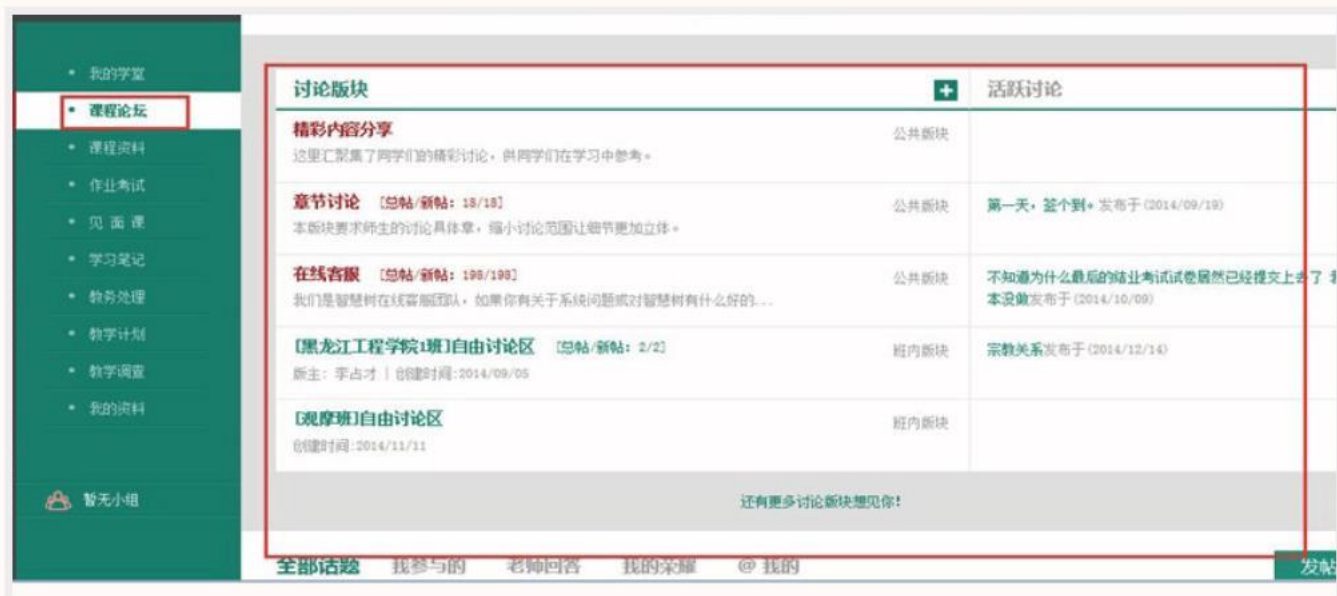 我的学堂
课程论坛
课程资料
作业考试
见面课
学习笔记
教务处理
教学计划
教学调查
我的资料
暂无小组
讨论版块
活跃讨论
精彩内容分享
公共版块
这里汇聚了同学们的精彩讨论，供同学们在学习中参考。
章节讨论 [总帖/新帖: 18/18]
公共版块
第一天，签个到。发布于(2014/09/19)
本版块要求师生的讨论具体章，缩小讨论范围让细节更加立体。
在线客服 [总帖/新帖: 198/198]
公共版块
不知道为什么最后的结业考试试卷居然已经提交上去了
本没做发布于(2014/10/09)
我们是智慧树在线客服团队，如果你有关于系统问题或对智慧树有什么好的...
[黑龙江工程学院1班]自由讨论区 [总帖/新帖: 2/2]
班内版块
宗教关系发布于(2014/12/14)
版主: 李占才 | 创建时间:2014/09/05
[观摩班]自由讨论区
班内版块
创建时间:2014/11/11
还有更多讨论版块想见你!
全部话题 我参与的 老师回答 我的荣耀 @ 我的
发帖